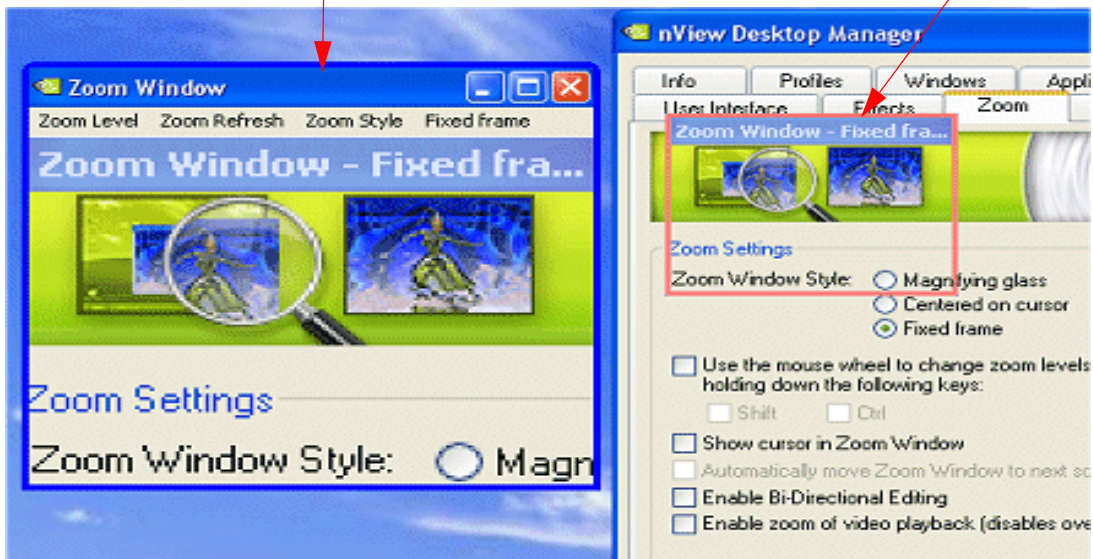 Zoom Window
Zoom Level Zoom Refresh Zoom Style Fixed frame
Zoom Window - Fixed fra...
Zoom Settings
Zoom Window Style: Magn
nView Desktop Manager
Info Profiles Windows Appli
User Interface Effects Zoom
Zoom Window - Fixed fra...
Zoom Settings
Zoom Window Style: Magnifying glass
Centered on cursor
Fixed frame
Use the mouse wheel to change zoom levels
holding down the following keys:
Shift Ctrl
Show cursor in Zoom Window
Automatically move Zoom Window to next sc
Enable Bi-Directional Editing
Enable zoom of video playback (disables ove